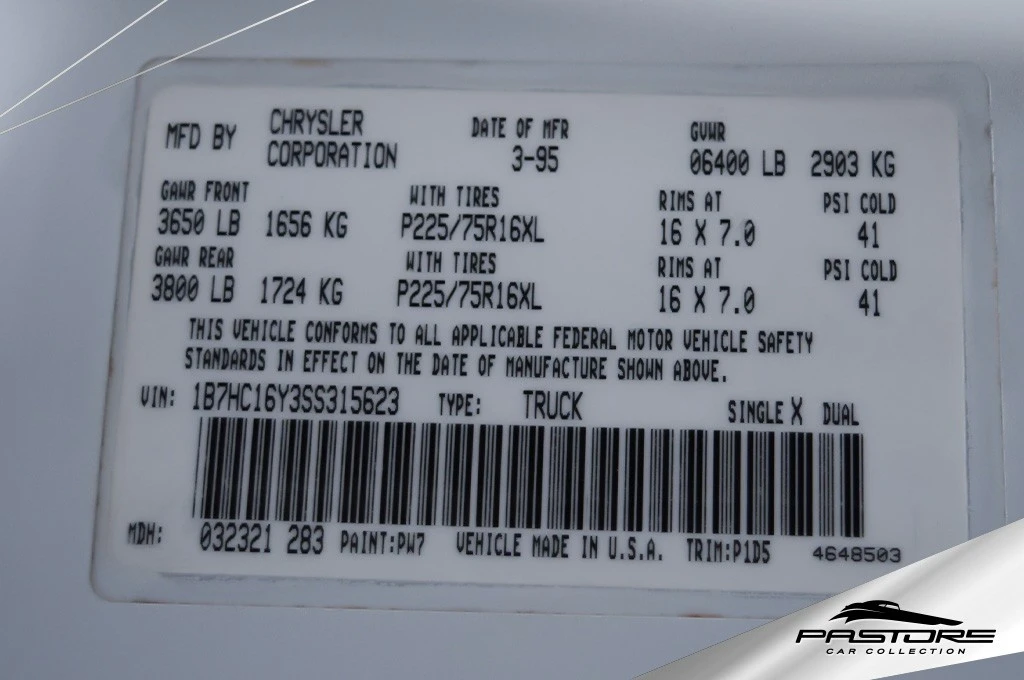 MFD BY CHRYSLER CORPORATION DATE OF MFR 3-95 GVWR 06400 LB 2903 KG
GAWR FRONT WITH TIRES RIMS AT PSI COLD
3650 LB 1656 KG P225/75R16XL 16 X 7.0 41
GAWR REAR WITH TIRES RIMS AT PSI COLD
3800 LB 1724 KG P225/75R16XL 16 X 7.0 41
THIS VEHICLE CONFORMS TO ALL APPLICABLE FEDERAL MOTOR VEHICLE SAFETY
STANDARDS IN EFFECT ON THE DATE OF MANUFACTURE SHOWN ABOVE.
VIN: 1B7HC16Y3SS315623 TYPE: TRUCK SINGLE X DUAL
MDH: 032321 283 PAINT:PW7 VEHICLE MADE IN U.S.A. TRIM:P1D5 4648503
PASTORE
CAR COLLECTION